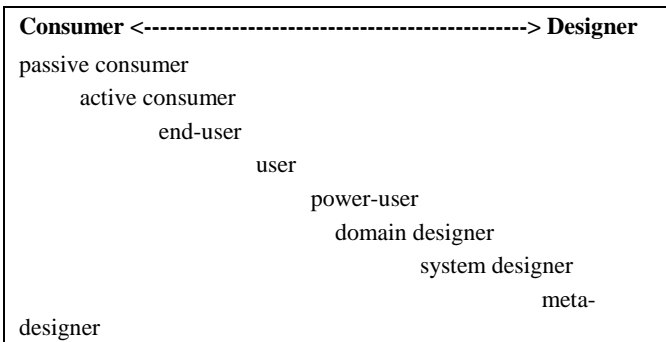 Consumer <------------------------------------------------> Designer
passive consumer
active consumer
end-user
user
power-user
domain designer
system designer
meta-
designer